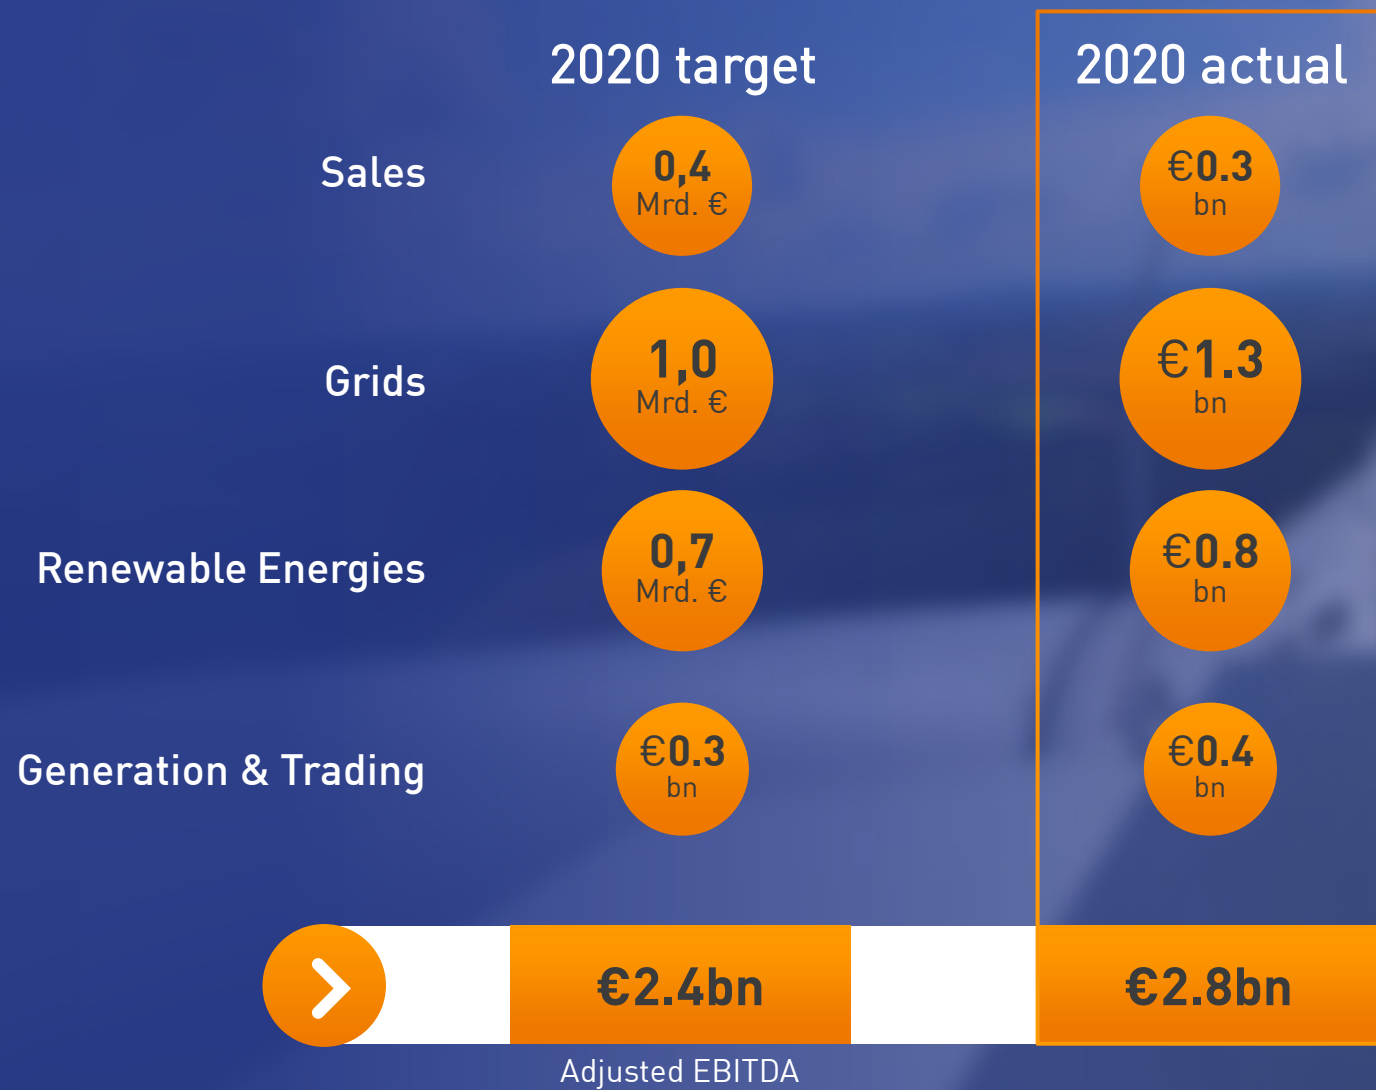 2020 target
2020 actual
Sales
0,4
Mrd. €
€0.3
bn
Grids
1,0
Mrd. €
€1.3
bn
Renewable Energies
0,7
Mrd. €
€0.8
bn
Generation & Trading
€0.3
bn
€0.4
bn
€2.4bn
€2.8bn
Adjusted EBITDA